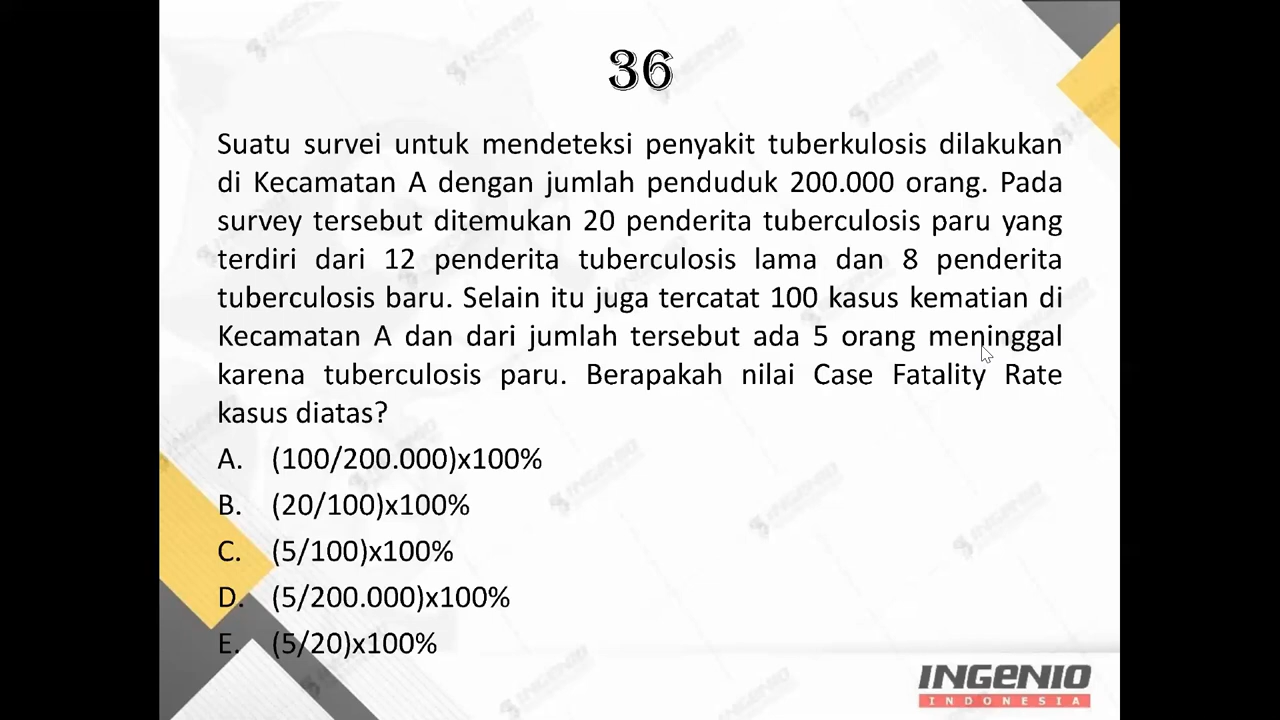 36
Suatu survei untuk mendeteksi penyakit tuberkulosis dilakukan
di Kecamatan A dengan jumlah penduduk 200.000 orang. Pada
survey tersebut ditemukan 20 penderita tuberculosis paru yang
terdiri dari 12 penderita tuberculosis lama dan 8 penderita
tuberculosis baru. Selain itu juga tercatat 100 kasus kematian di
Kecamatan A dan dari jumlah tersebut ada 5 orang meninggal
karena tuberculosis paru. Berapakah nilai Case Fatality Rate
kasus diatas?
A. (100/200.000)x100%
B. (20/100)x100%
C. (5/100)x100%
D. (5/200.000)x100%
E. (5/20)x100%
INGENIO
INDONESIA